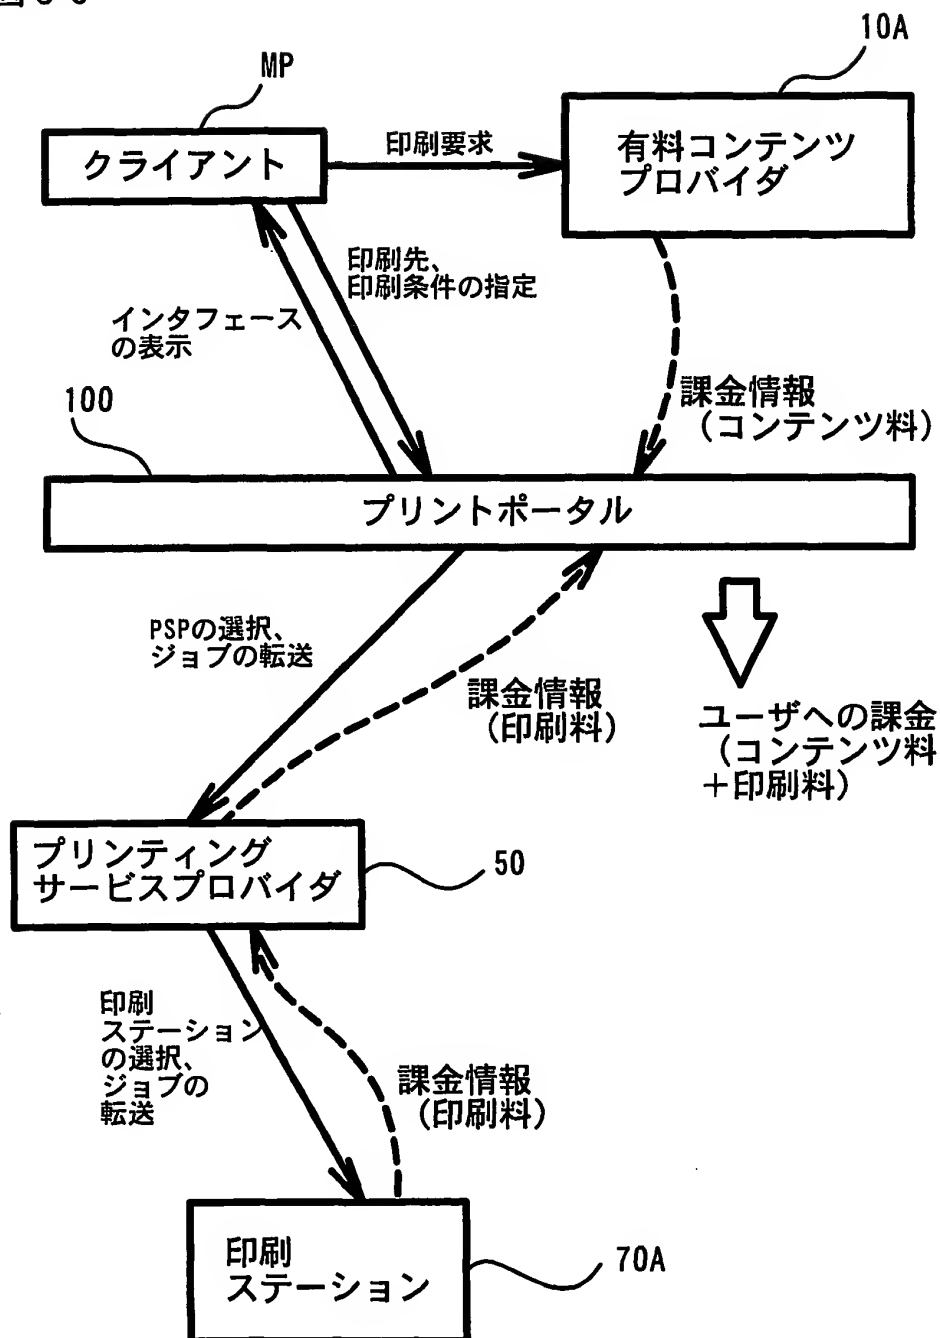 10A
MP
クライアント
印刷要求
有料コンテンツ
プロバイダ
印刷先、
印刷条件の指定
インタフェース
の表示
課金情報
(コンテンツ料)
100
プリントポータル
PSPの選択、
ジョブの転送
課金情報
(印刷料)
ユーザへの課金
(コンテンツ料
+印刷料)
プリンティング
サービスプロバイダ
50
印刷
ステーション
の選択、
ジョブの
転送
課金情報
(印刷料)
印刷
ステーション
70A